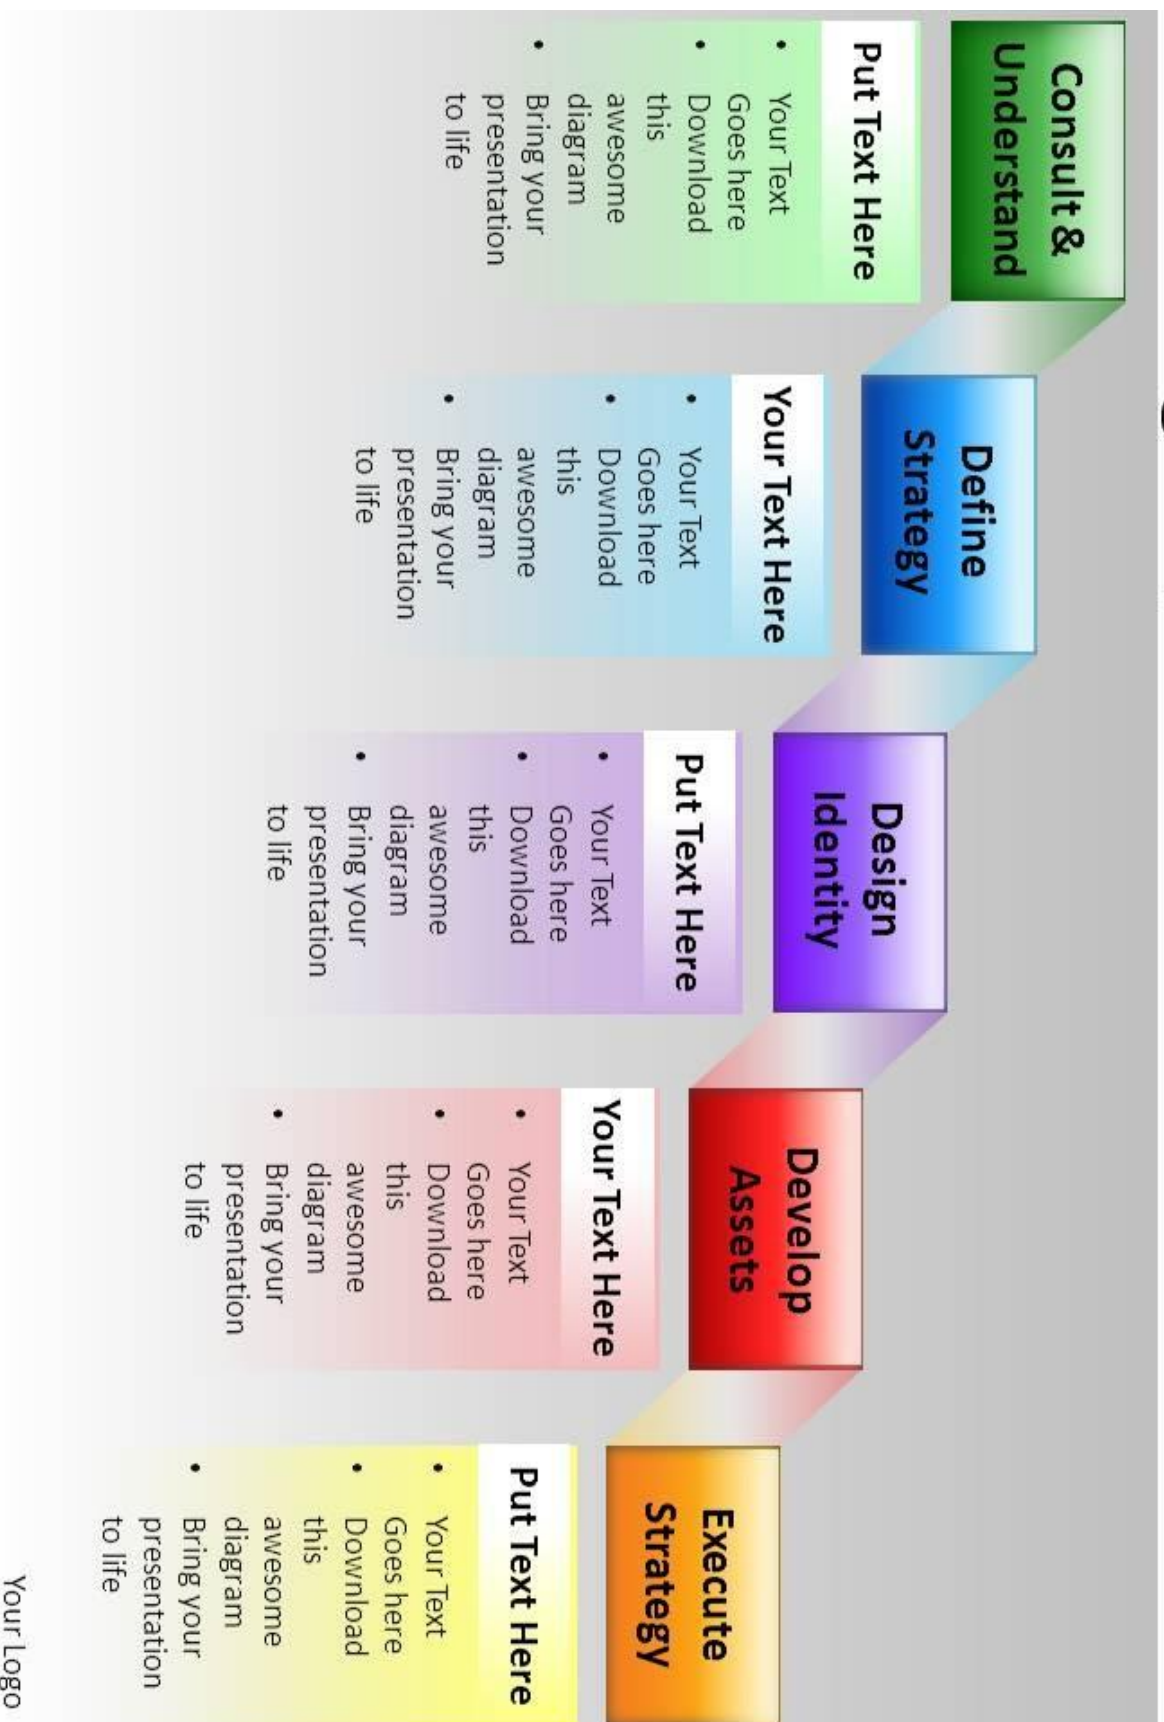 Consult &
Understand
Put Text Here
• Your Text
Goes here
• Download
this
awesome
diagram
• Bring your
presentation
to life
Define
Strategy
Your Text Here
• Your Text
Goes here
• Download
this
awesome
diagram
• Bring your
presentation
to life
Design
Identity
Put Text Here
• Your Text
Goes here
• Download
this
awesome
diagram
• Bring your
presentation
to life
Develop
Assets
Your Text Here
• Your Text
Goes here
• Download
this
awesome
diagram
• Bring your
presentation
to life
Execute
Strategy
Put Text Here
• Your Text
Goes here
• Download
this
awesome
diagram
• Bring your
presentation
to life
Your Logo